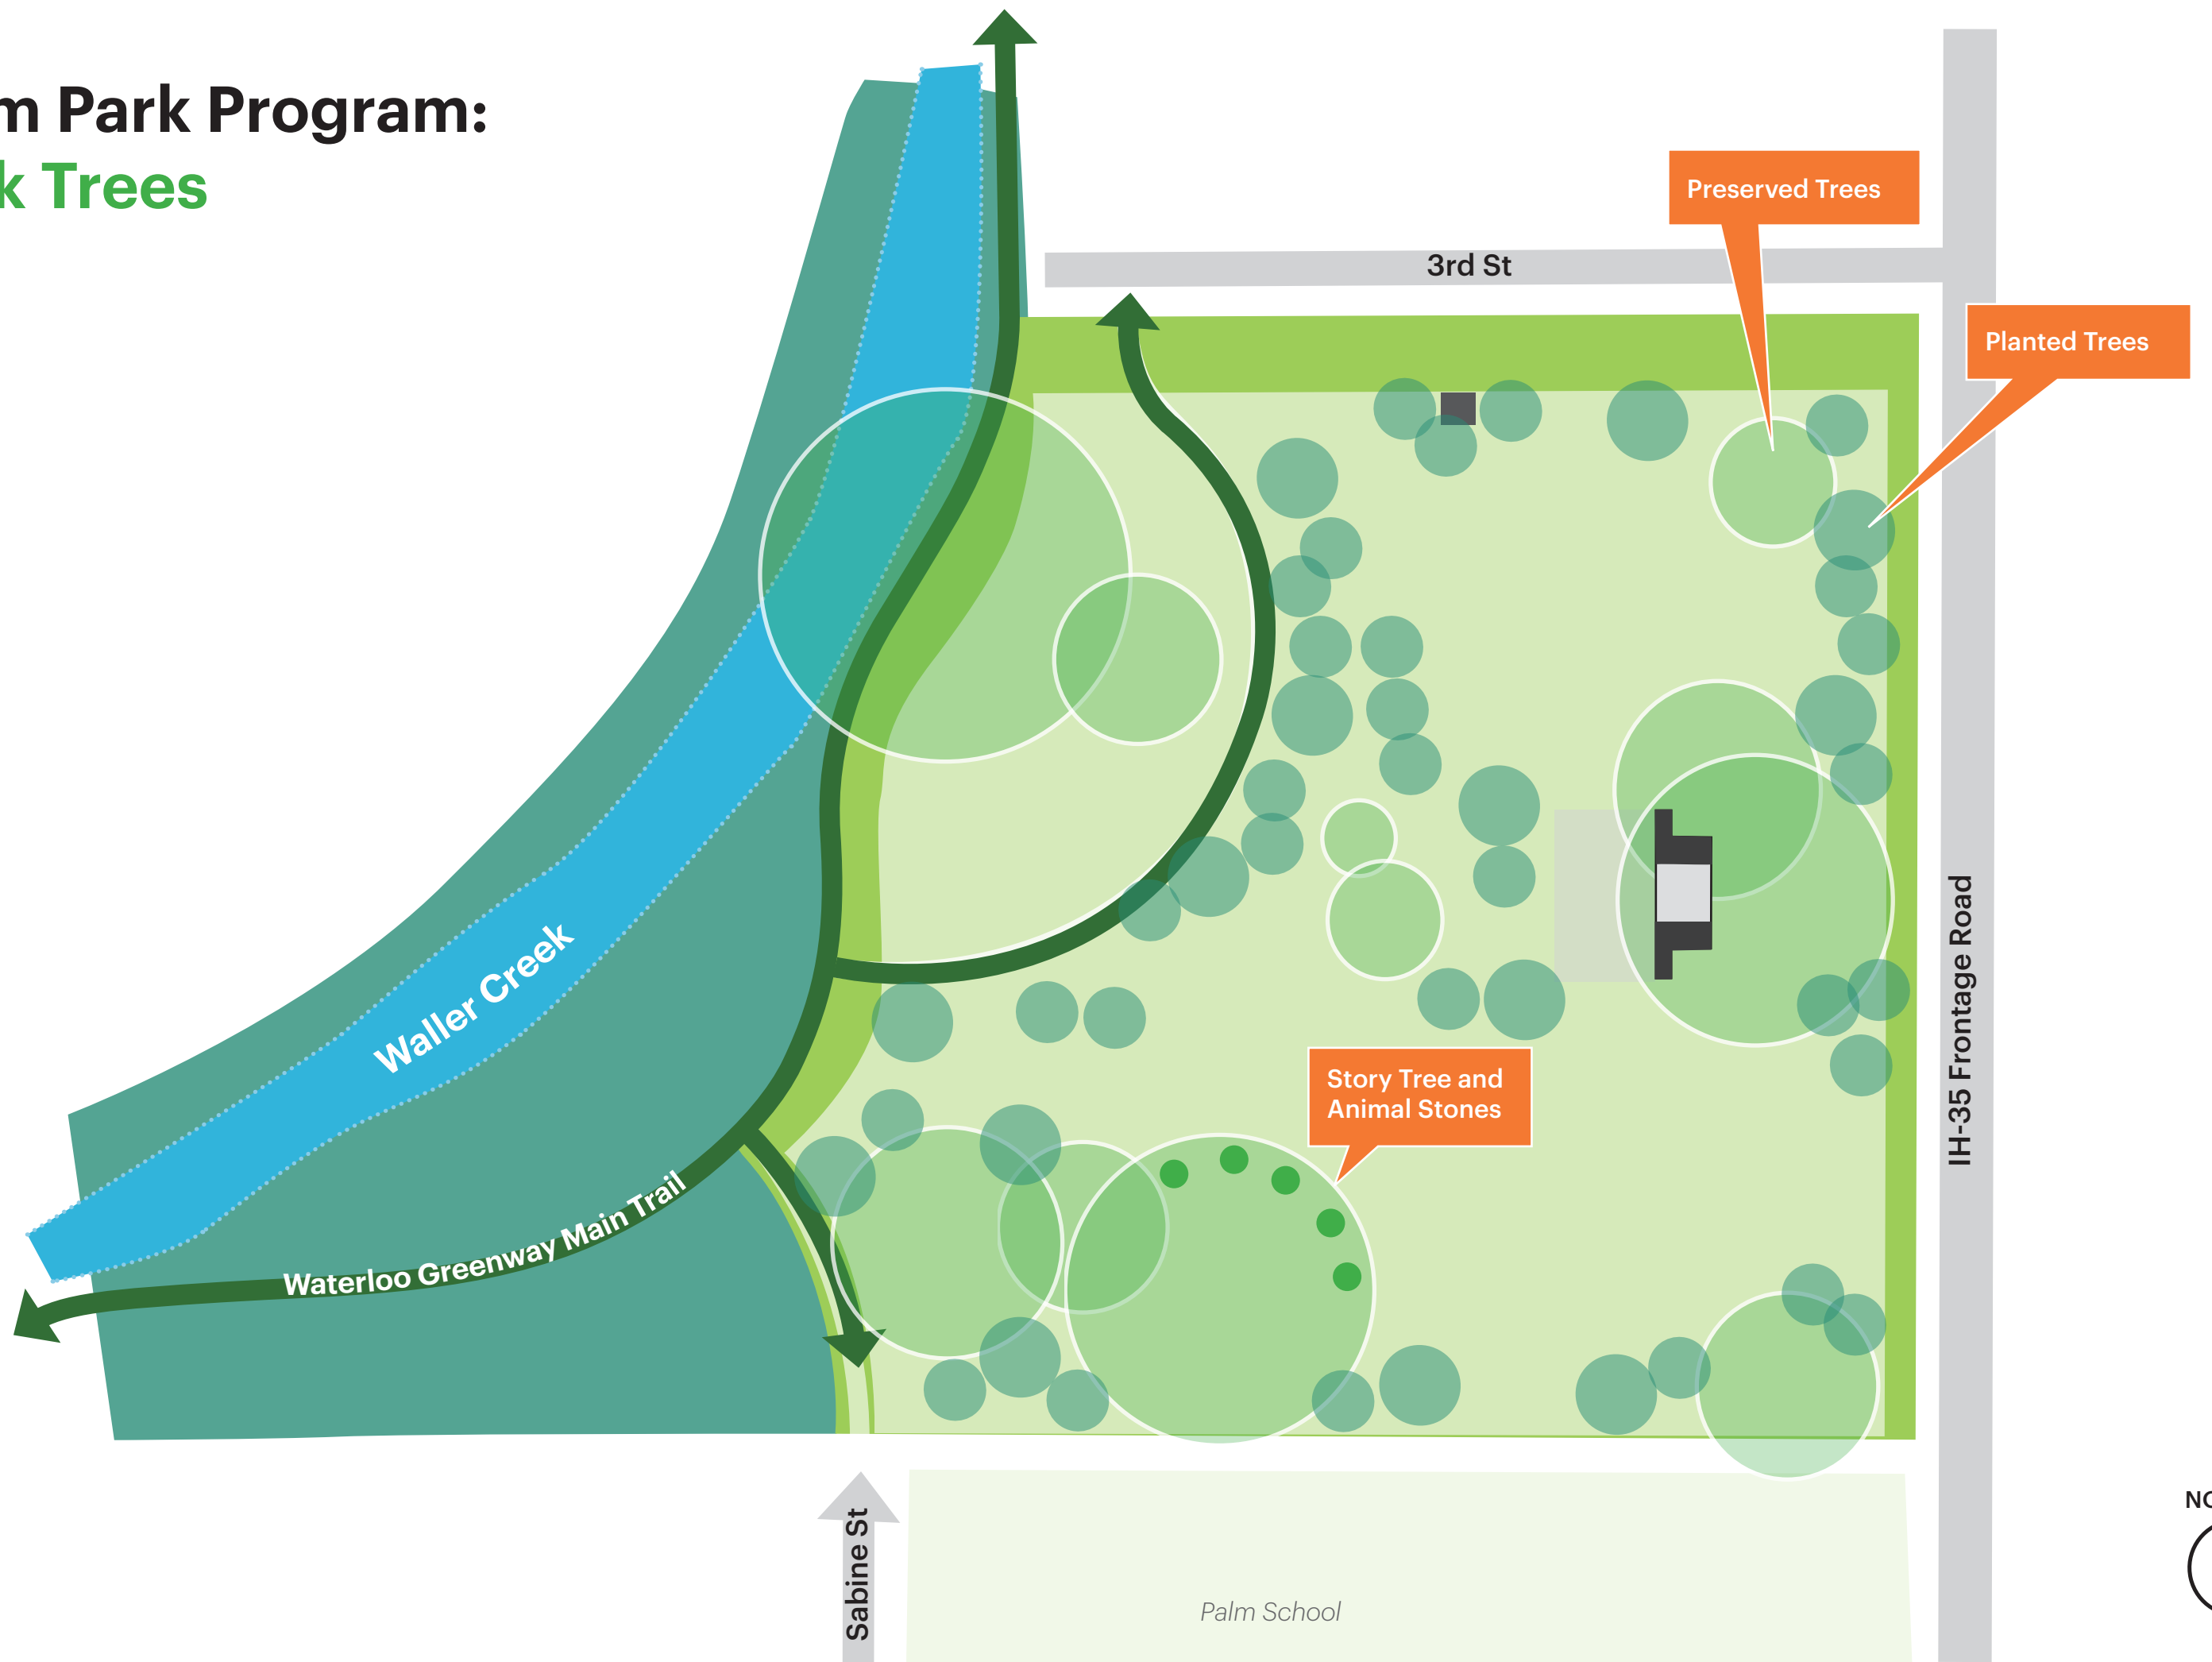 m Park Program:
k Trees
Preserved Trees
3rd St
Planted Trees
IH-35 Frontage Road
Waller Creek
Story Tree and
Animal Stones
Waterloo Greenway Main Trail
Sabine St
Palm School
NO